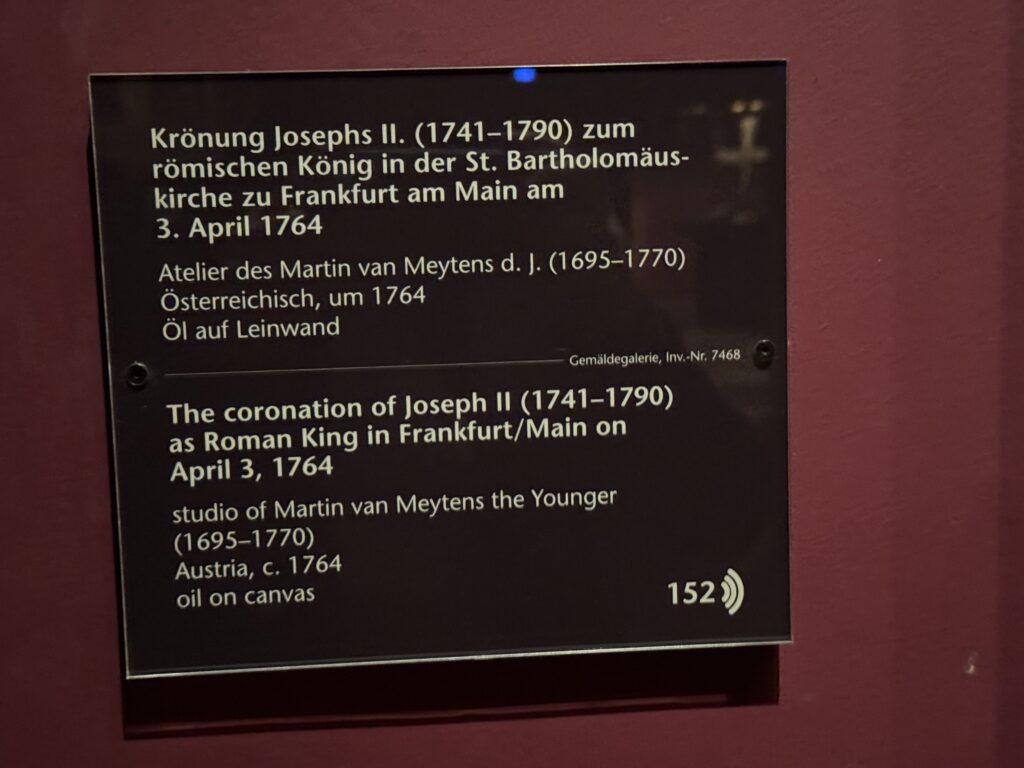 Krönung Josephs II. (1741–1790) zum
römischen König in der St. Bartholomäus-
kirche zu Frankfurt am Main am
3. April 1764
Atelier des Martin van Meytens d. J. (1695–1770)
Österreichisch, um 1764
Öl auf Leinwand
Gemäldegalerie, Inv.-Nr. 7468
The coronation of Joseph II (1741–1790)
as Roman King in Frankfurt/Main on
April 3, 1764
studio of Martin van Meytens the Younger
(1695–1770)
Austria, c. 1764
oil on canvas
152